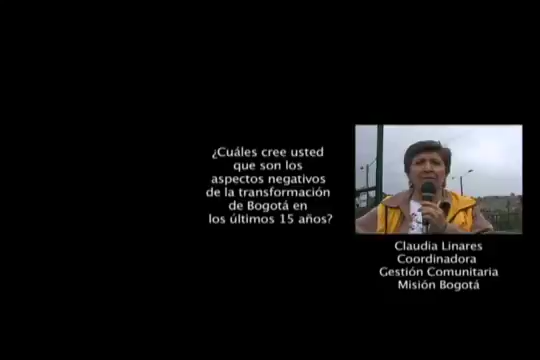 ¿Cuáles cree usted
que son los
aspectos negativos
de la transformación
de Bogotá en
los últimos 15 años?
Claudia Linares
Coordinadora
Gestión Comunitaria
Misión Bogotá